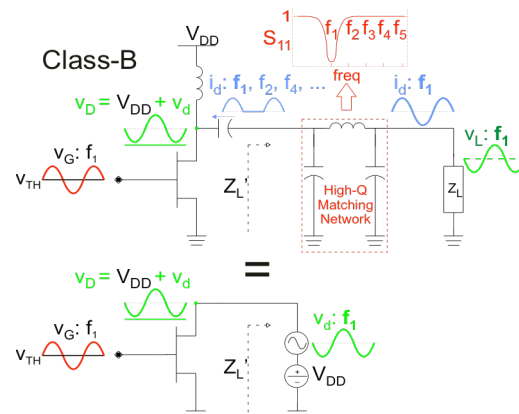 V_DD
Class-B
1
S_11
f_1 f_2 f_3 f_4 f_5
freq
v_D = V_DD + v_d
i_d: f_1, f_2, f_4, ...
i_d: f_1
v_G: f_1
v_TH
Z_L'
High-Q
Matching
Network
v_L: f_1
Z_L
=
v_D = V_DD + v_d
v_G: f_1
v_TH
Z_L'
v_d: f_1
V_DD